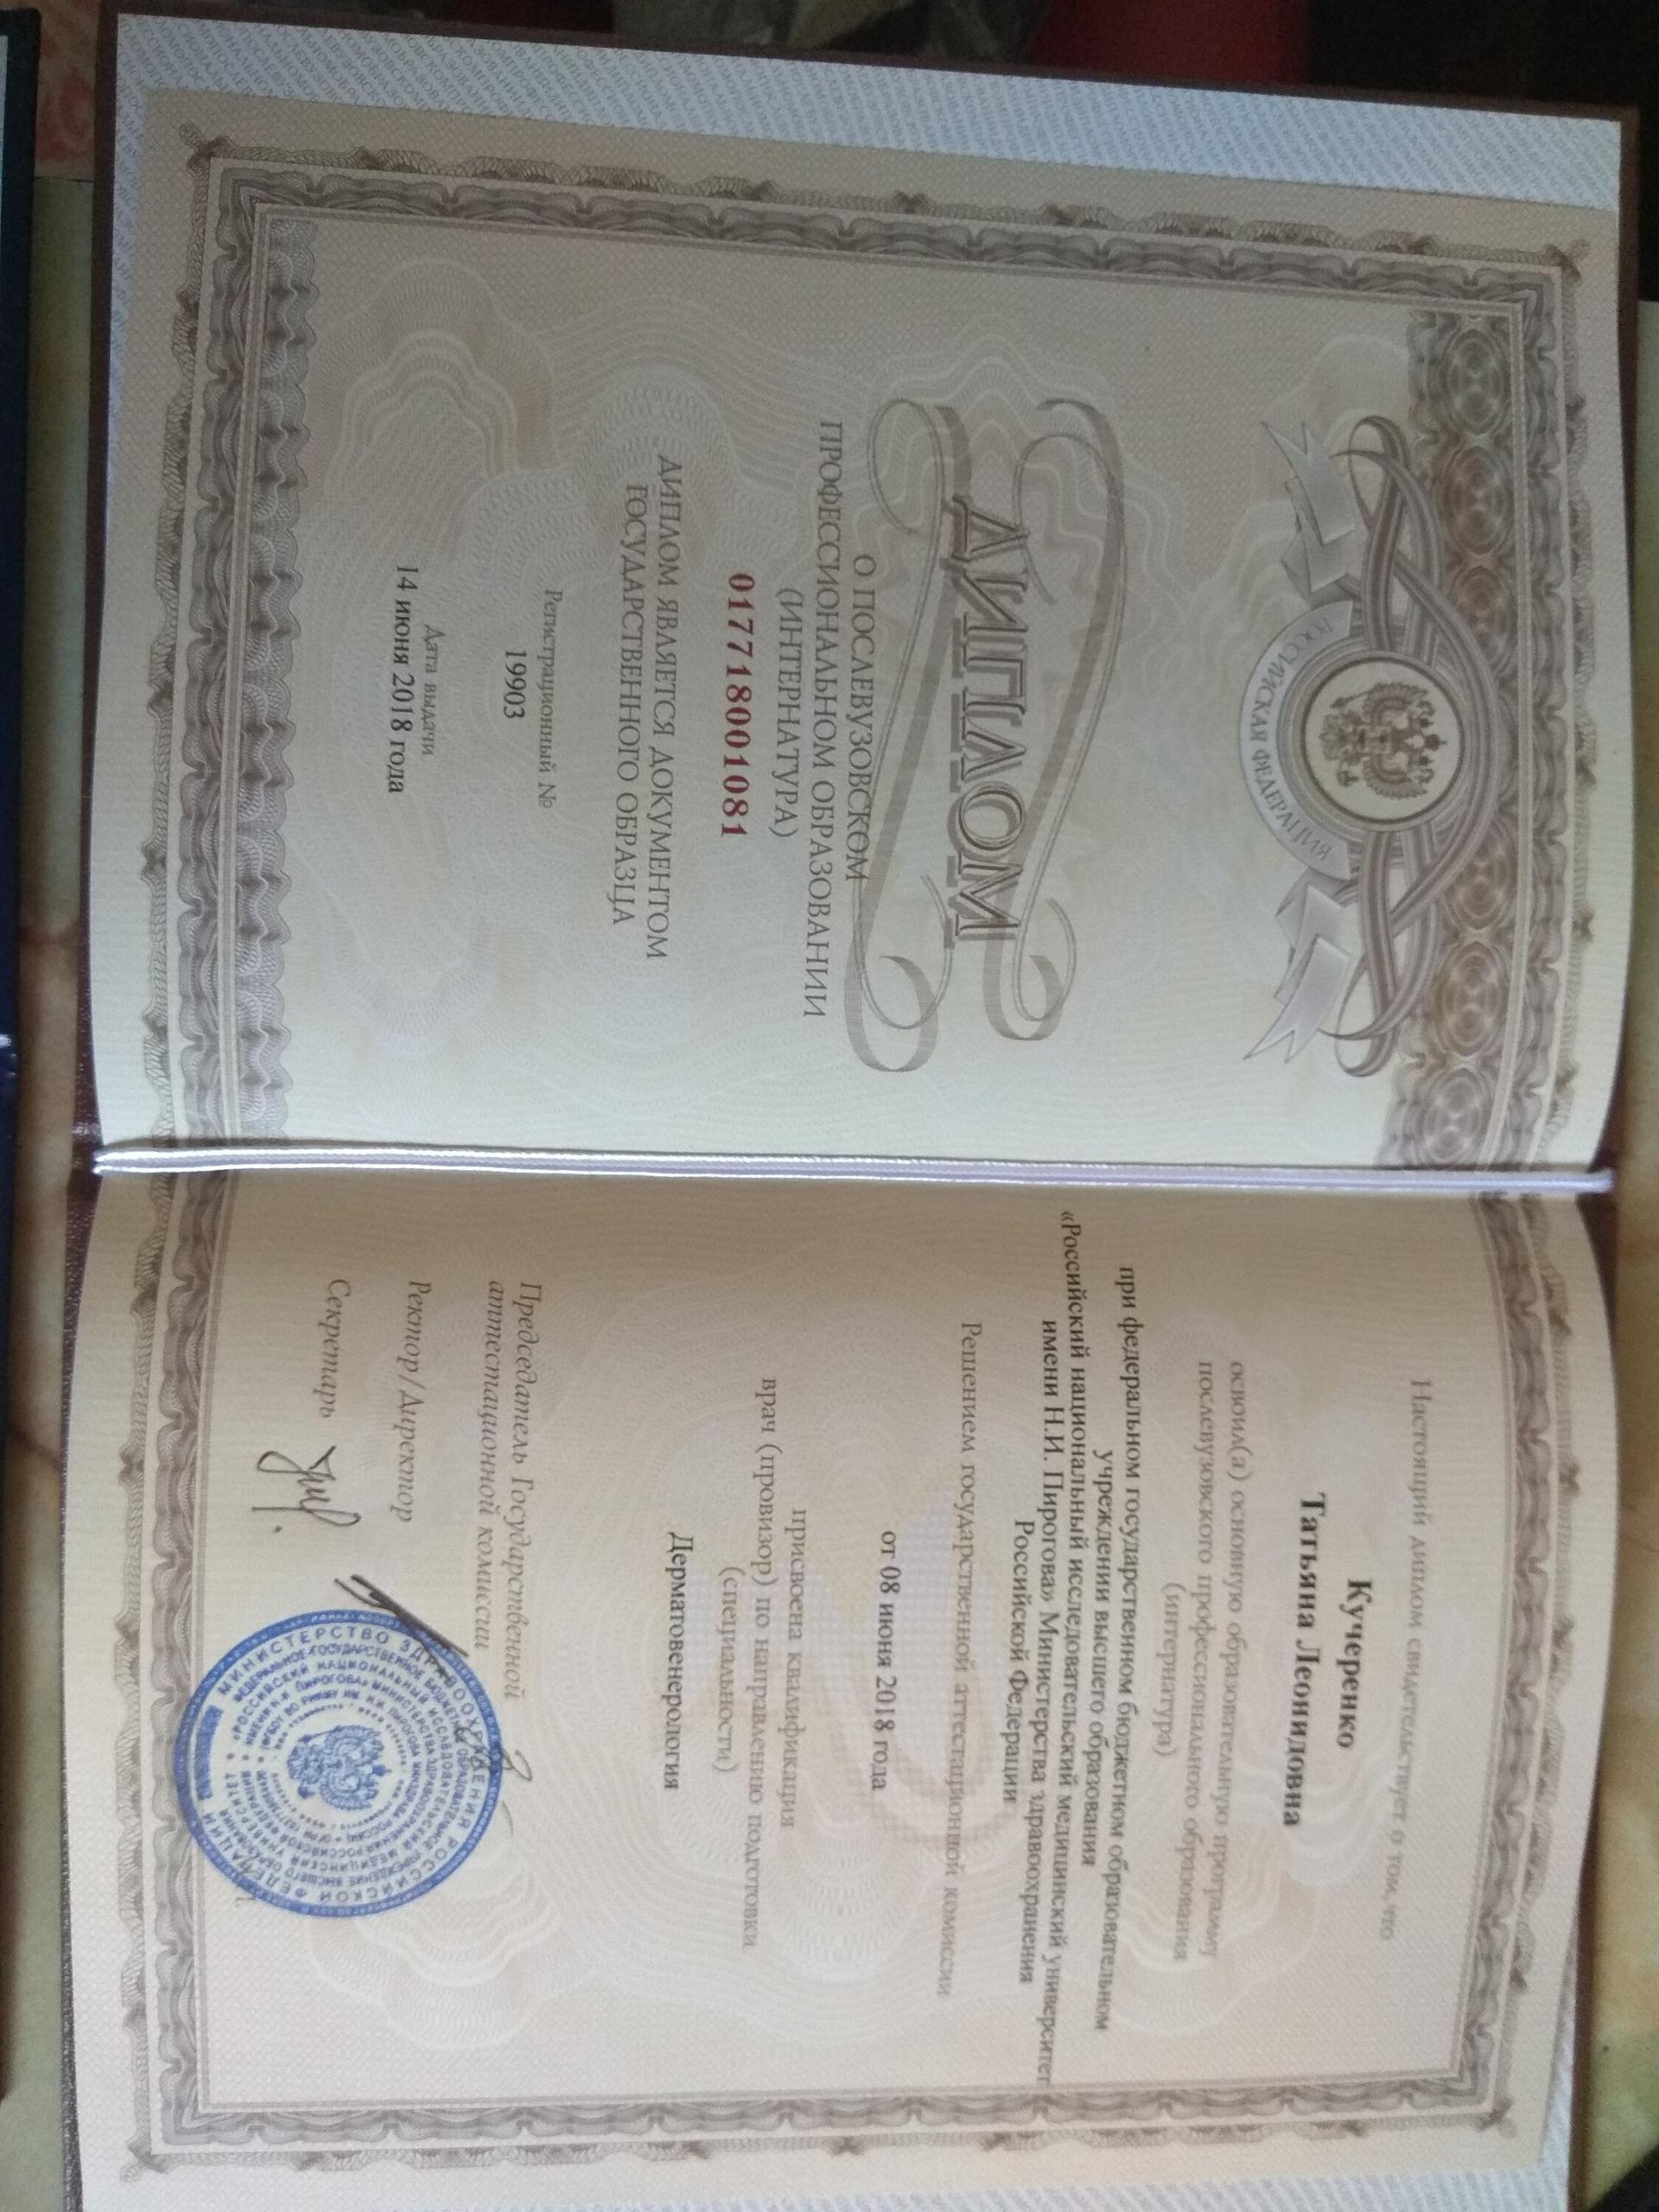 РОССИЙСКАЯ ФЕДЕРАЦИЯ
ДИПЛОМ
О ПОСЛЕВУЗОВСКОМ
ПРОФЕССИОНАЛЬНОМ ОБРАЗОВАНИИ
(ИНТЕРНАТУРА)
017718001081
ДИПЛОМ ЯВЛЯЕТСЯ ДОКУМЕНТОМ
ГОСУДАРСТВЕННОГО ОБРАЗЦА
Регистрационный №
19903
Дата выдачи
14 июня 2018 года
Настоящий диплом свидетельствует о том, что
Кучеренко
Татьяна Леонидовна
освоил(а) основную образовательную программу
послевузовского профессионального образования
(интернатура)
при федеральном государственном бюджетном образовательном
учреждении высшего образования
«Российский национальный исследовательский медицинский университет
имени Н.И. Пирогова» Министерства здравоохранения
Российской Федерации
Решением государственной аттестационной комиссии
от 08 июня 2018 года
присвоена квалификация
врач (провизор) по направлению подготовки
(специальности)
Дерматовенерология
Председатель Государственной
аттестационной комиссии
Ректор/Директор
Секретарь
МИНИСТЕРСТВО ЗДРАВООХРАНЕНИЯ РОССИЙСКОЙ ФЕДЕРАЦИИ